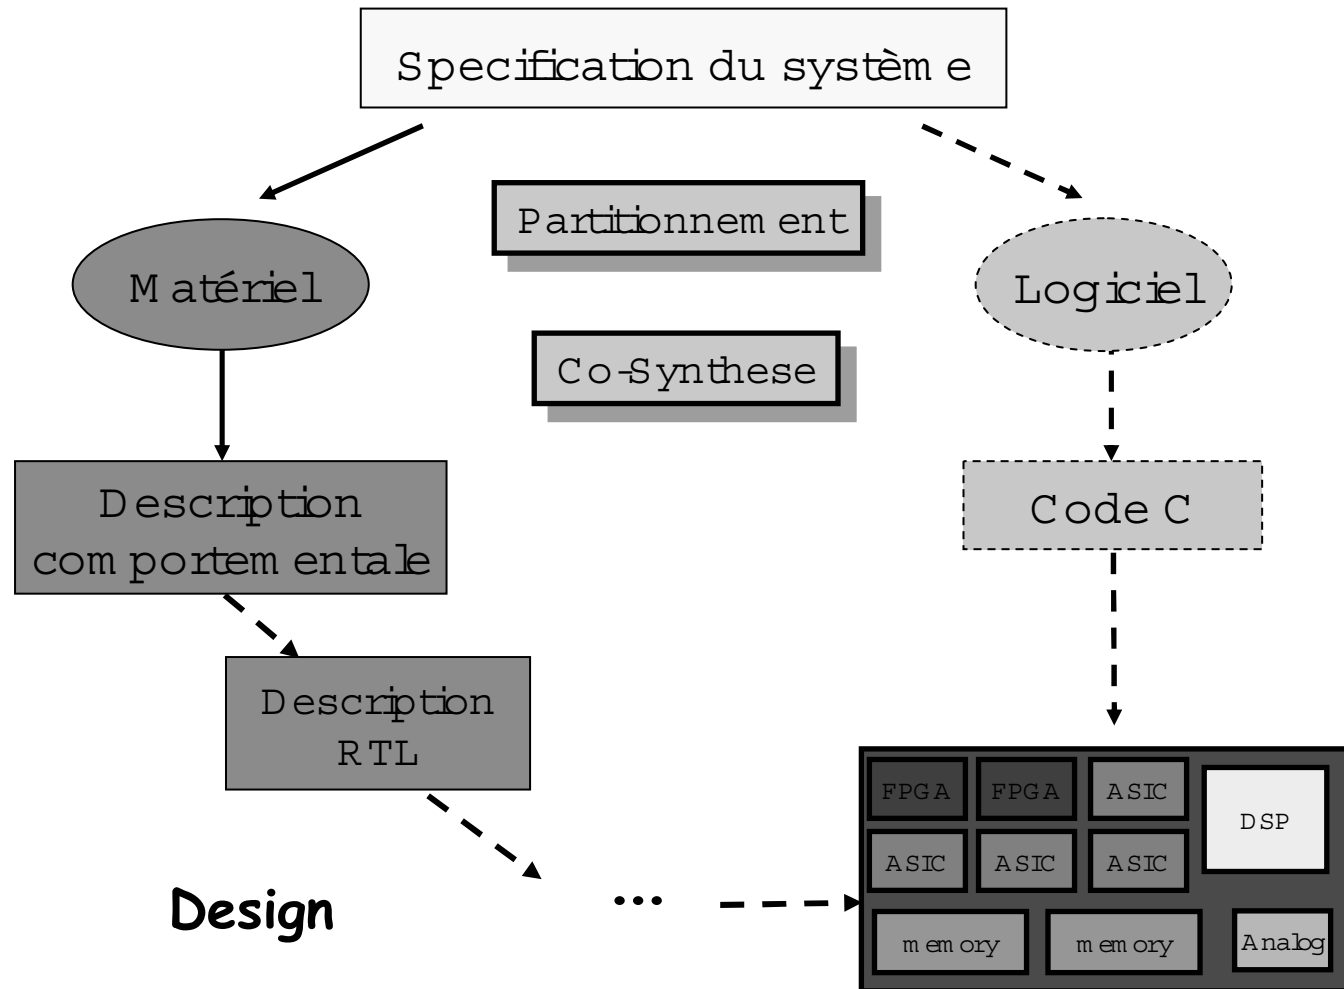 Specification du système
Partitionnement
Matériel
Logiciel
Co-Synthese
Description
comportementale
Code C
Description
RTL
FPGA
FPGA
ASIC
DSP
ASIC
ASIC
ASIC
Design
...
memory
memory
Analog